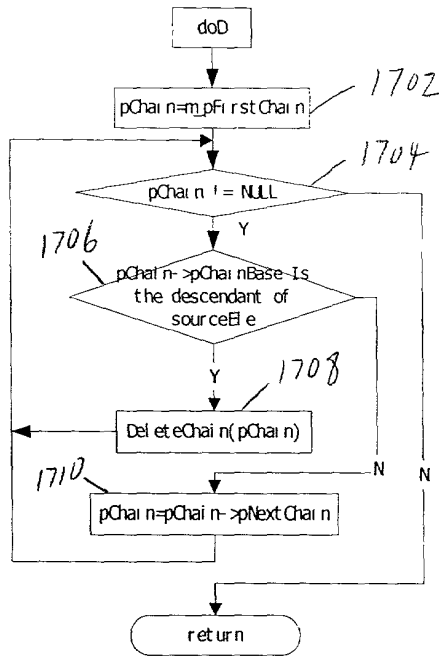 doD
1702
pChain=m_pFirstChain
1704
pChain != NULL
1706
Y
pChain->pChainBase Is
the descendant of
sourceEle
1708
Y
DeleteChain(pChain)
1710
N
N
pChain=pChain->pNextChain
return